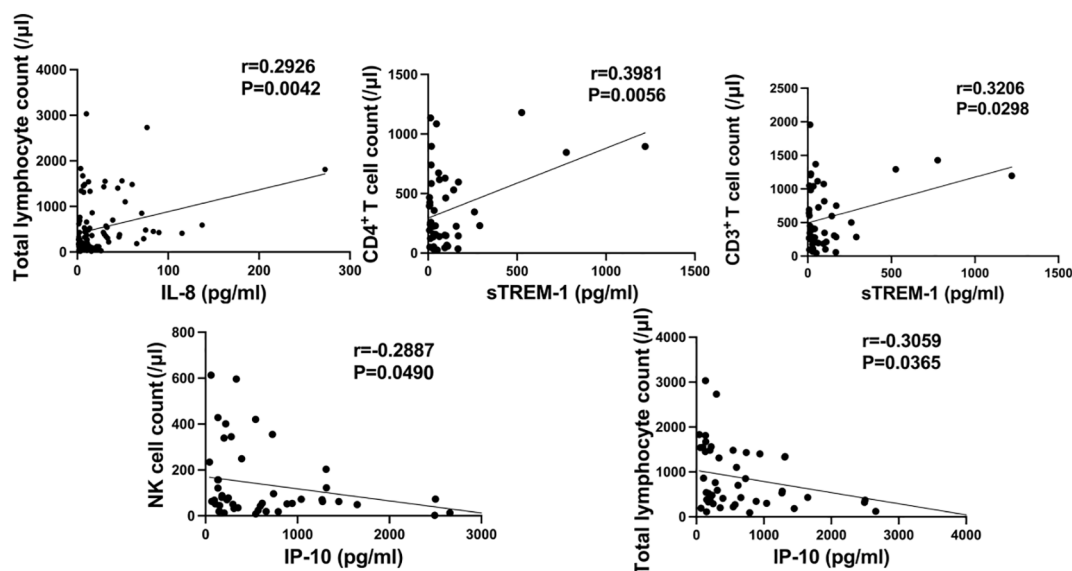 Total lymphocyte count (/µl)
4000
3000
2000
1000
0
0
100
200
300
IL-8 (pg/ml)
r=0.2926
P=0.0042
CD4+ T cell count (/µl)
1500
1000
500
0
0
500
1000
1500
sTREM-1 (pg/ml)
r=0.3981
P=0.0056
CD3+ T cell count (/µl)
2500
2000
1500
1000
500
0
0
500
1000
1500
sTREM-1 (pg/ml)
r=0.3206
P=0.0298
NK cell count (/µl)
800
600
400
200
0
0
1000
2000
3000
IP-10 (pg/ml)
r=-0.2887
P=0.0490
Total lymphocyte count (/µl)
4000
3000
2000
1000
0
0
1000
2000
3000
4000
IP-10 (pg/ml)
r=-0.3059
P=0.0365